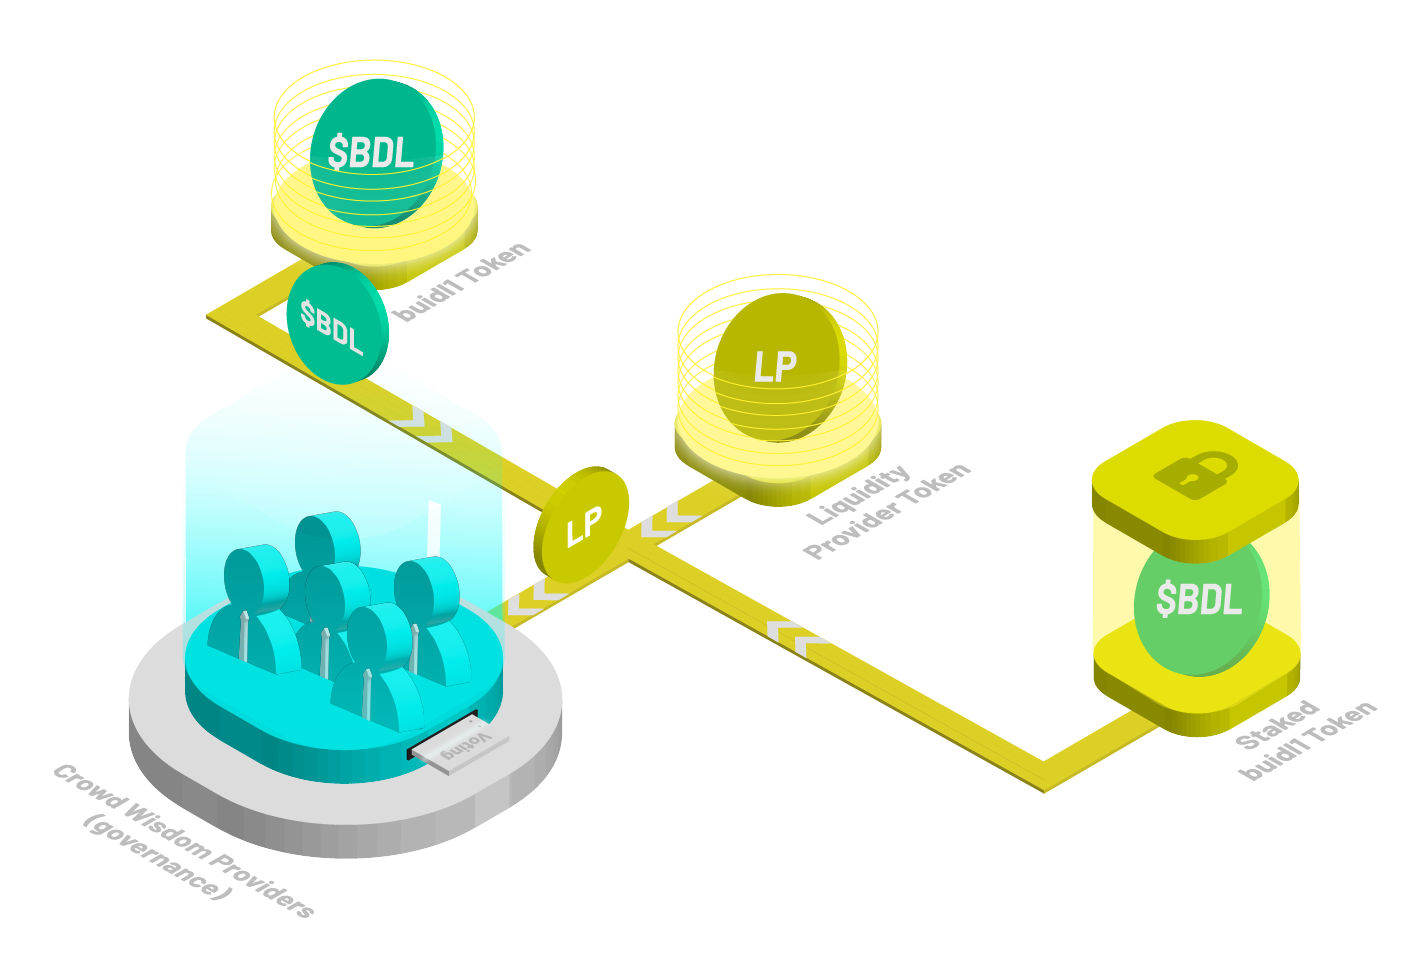 $BDL
buidl1 Token
$BDL
LP
Liquidity
Provider Token
LP
$BDL
Staked
buidl1 Token
Voting
Crowd Wisdom Providers
(governance)